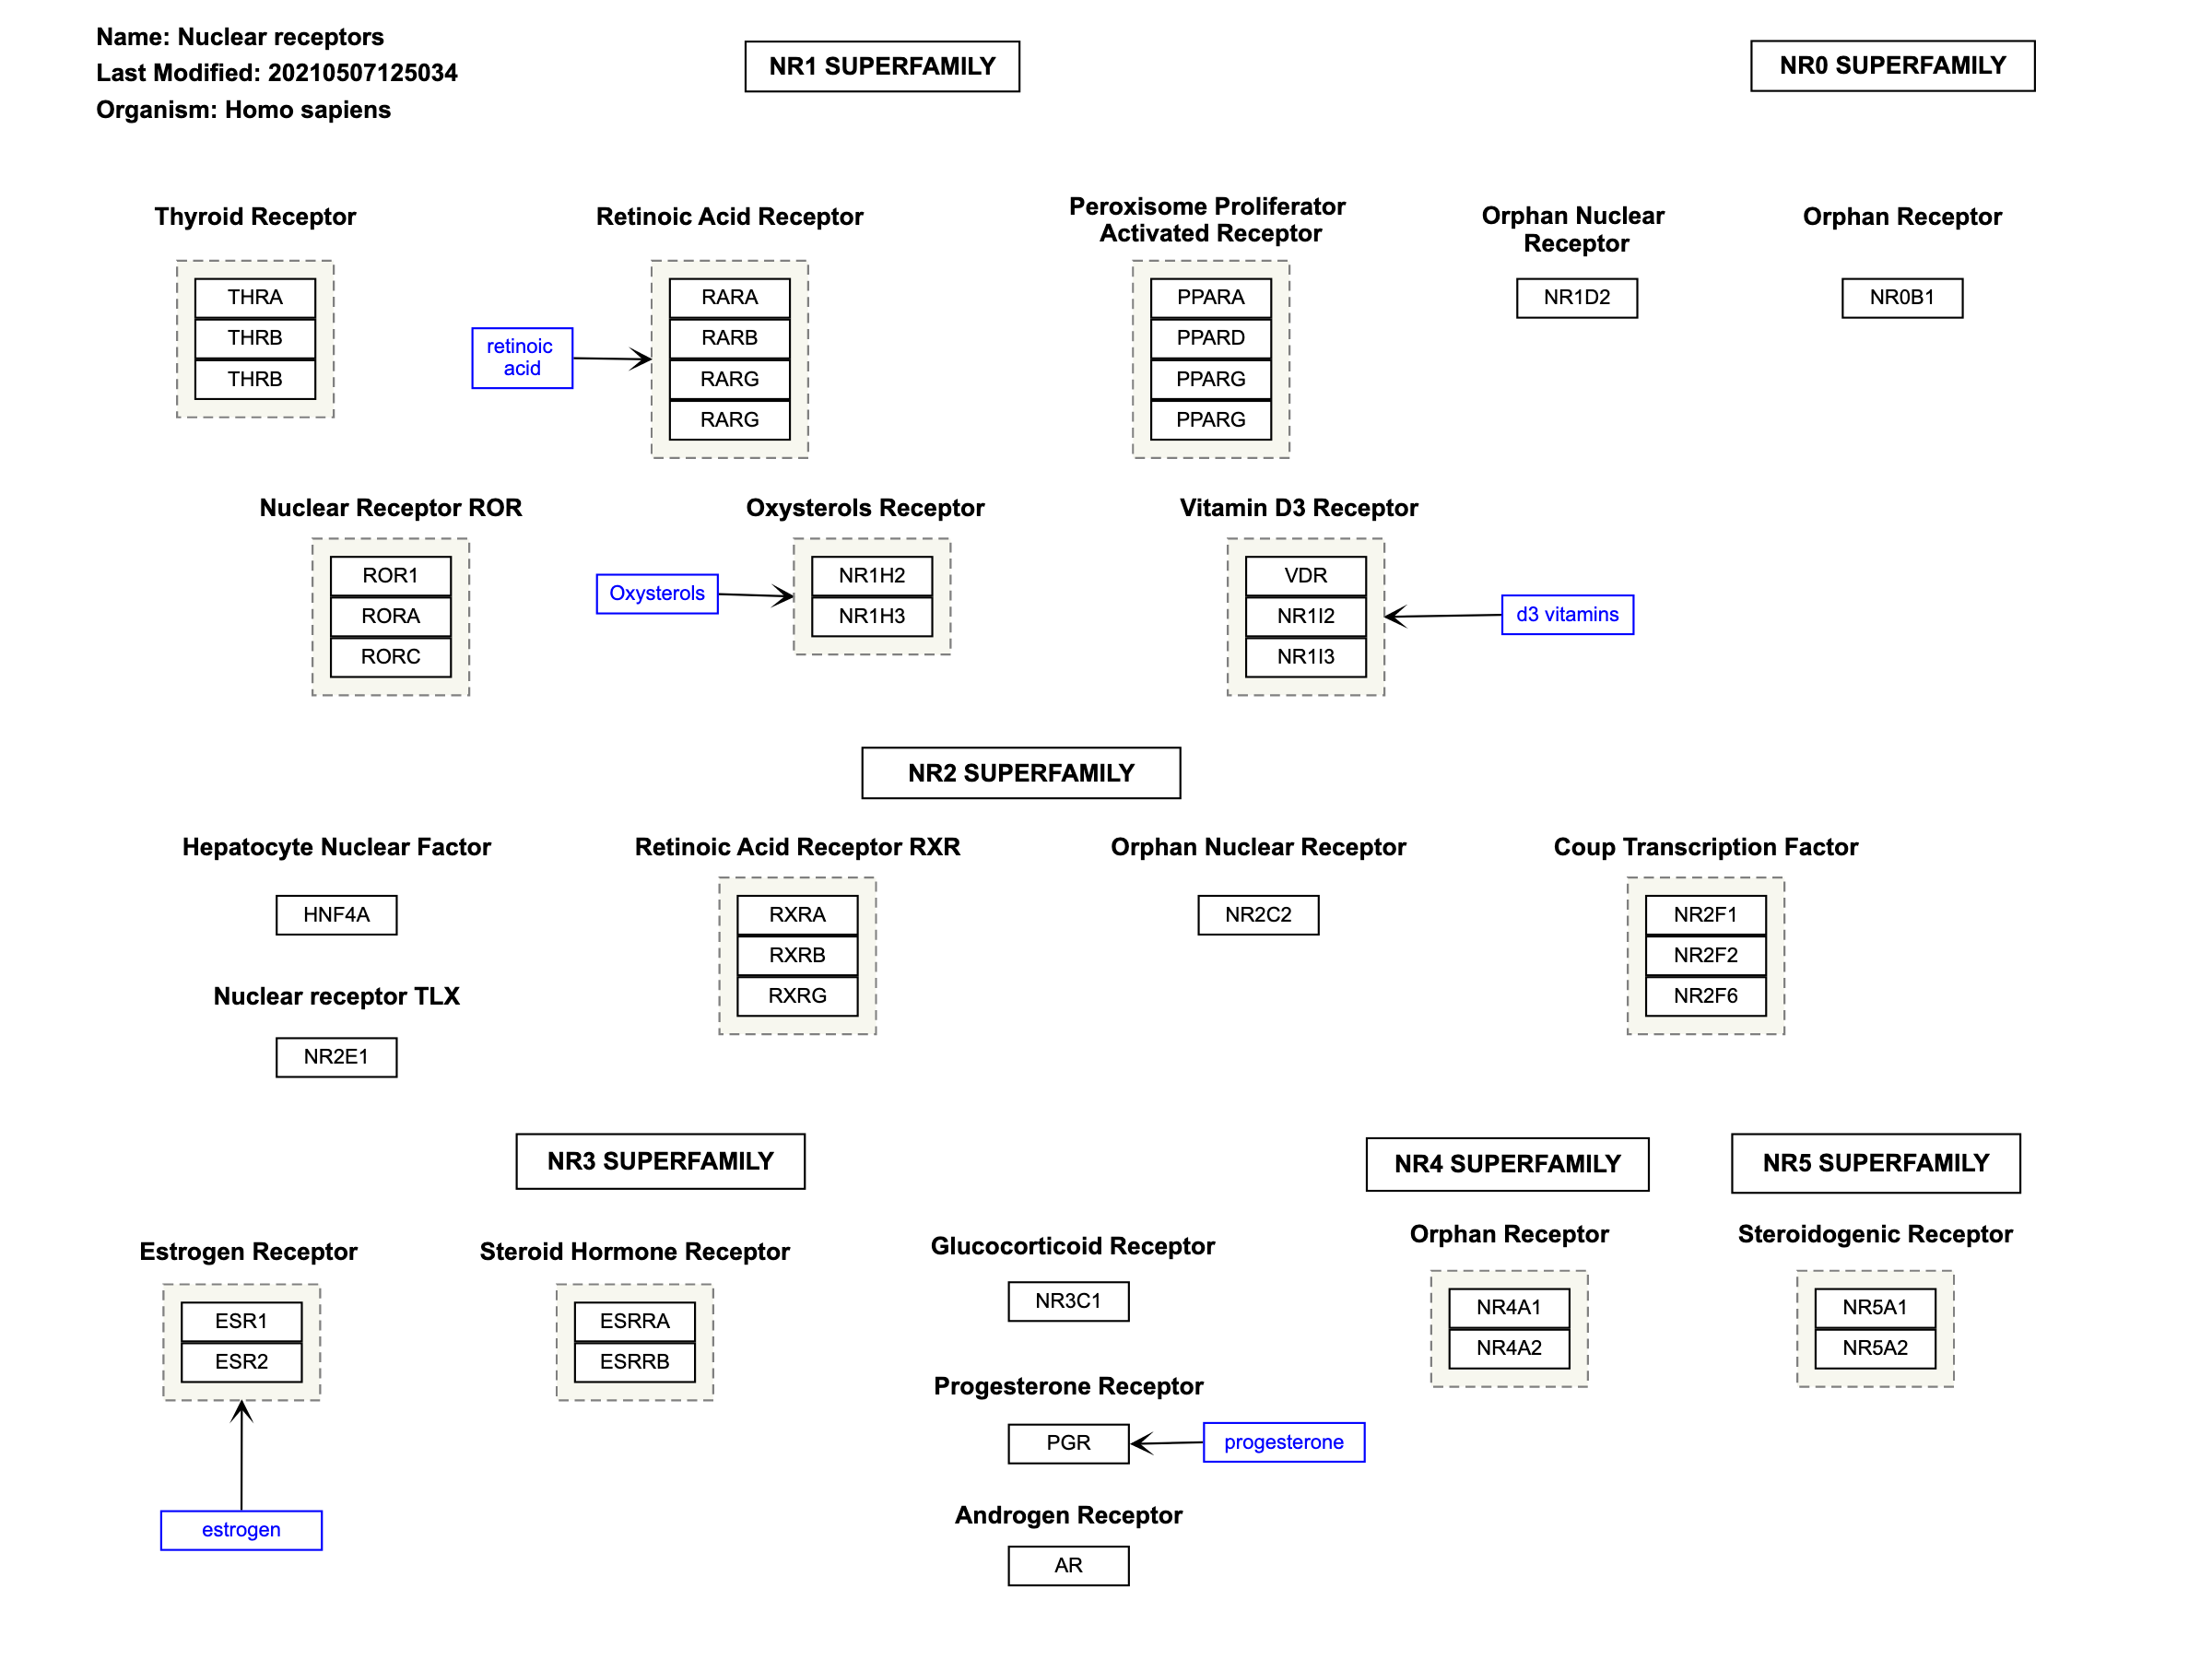 Name: Nuclear receptors
Last Modified: 20210507125034
Organism: Homo sapiens
NR1 SUPERFAMILY
NR0 SUPERFAMILY
Thyroid Receptor
THRA
THRB
THRB
Retinoic Acid Receptor
retinoic
acid
RARA
RARB
RARG
RARG
Peroxisome Proliferator
Activated Receptor
PPARA
PPARD
PPARG
PPARG
Orphan Nuclear
Receptor
NR1D2
Orphan Receptor
NR0B1
Nuclear Receptor ROR
ROR1
RORA
RORC
Oxysterols Receptor
Oxysterols
NR1H2
NR1H3
Vitamin D3 Receptor
VDR
NR1I2
NR1I3
d3 vitamins
NR2 SUPERFAMILY
Hepatocyte Nuclear Factor
HNF4A
Nuclear receptor TLX
NR2E1
Retinoic Acid Receptor RXR
RXRA
RXRB
RXRG
Orphan Nuclear Receptor
NR2C2
Coup Transcription Factor
NR2F1
NR2F2
NR2F6
NR3 SUPERFAMILY
NR4 SUPERFAMILY
NR5 SUPERFAMILY
Estrogen Receptor
ESR1
ESR2
estrogen
Steroid Hormone Receptor
ESRRA
ESRRB
Glucocorticoid Receptor
NR3C1
Progesterone Receptor
PGR
progesterone
Androgen Receptor
AR
Orphan Receptor
NR4A1
NR4A2
Steroidogenic Receptor
NR5A1
NR5A2